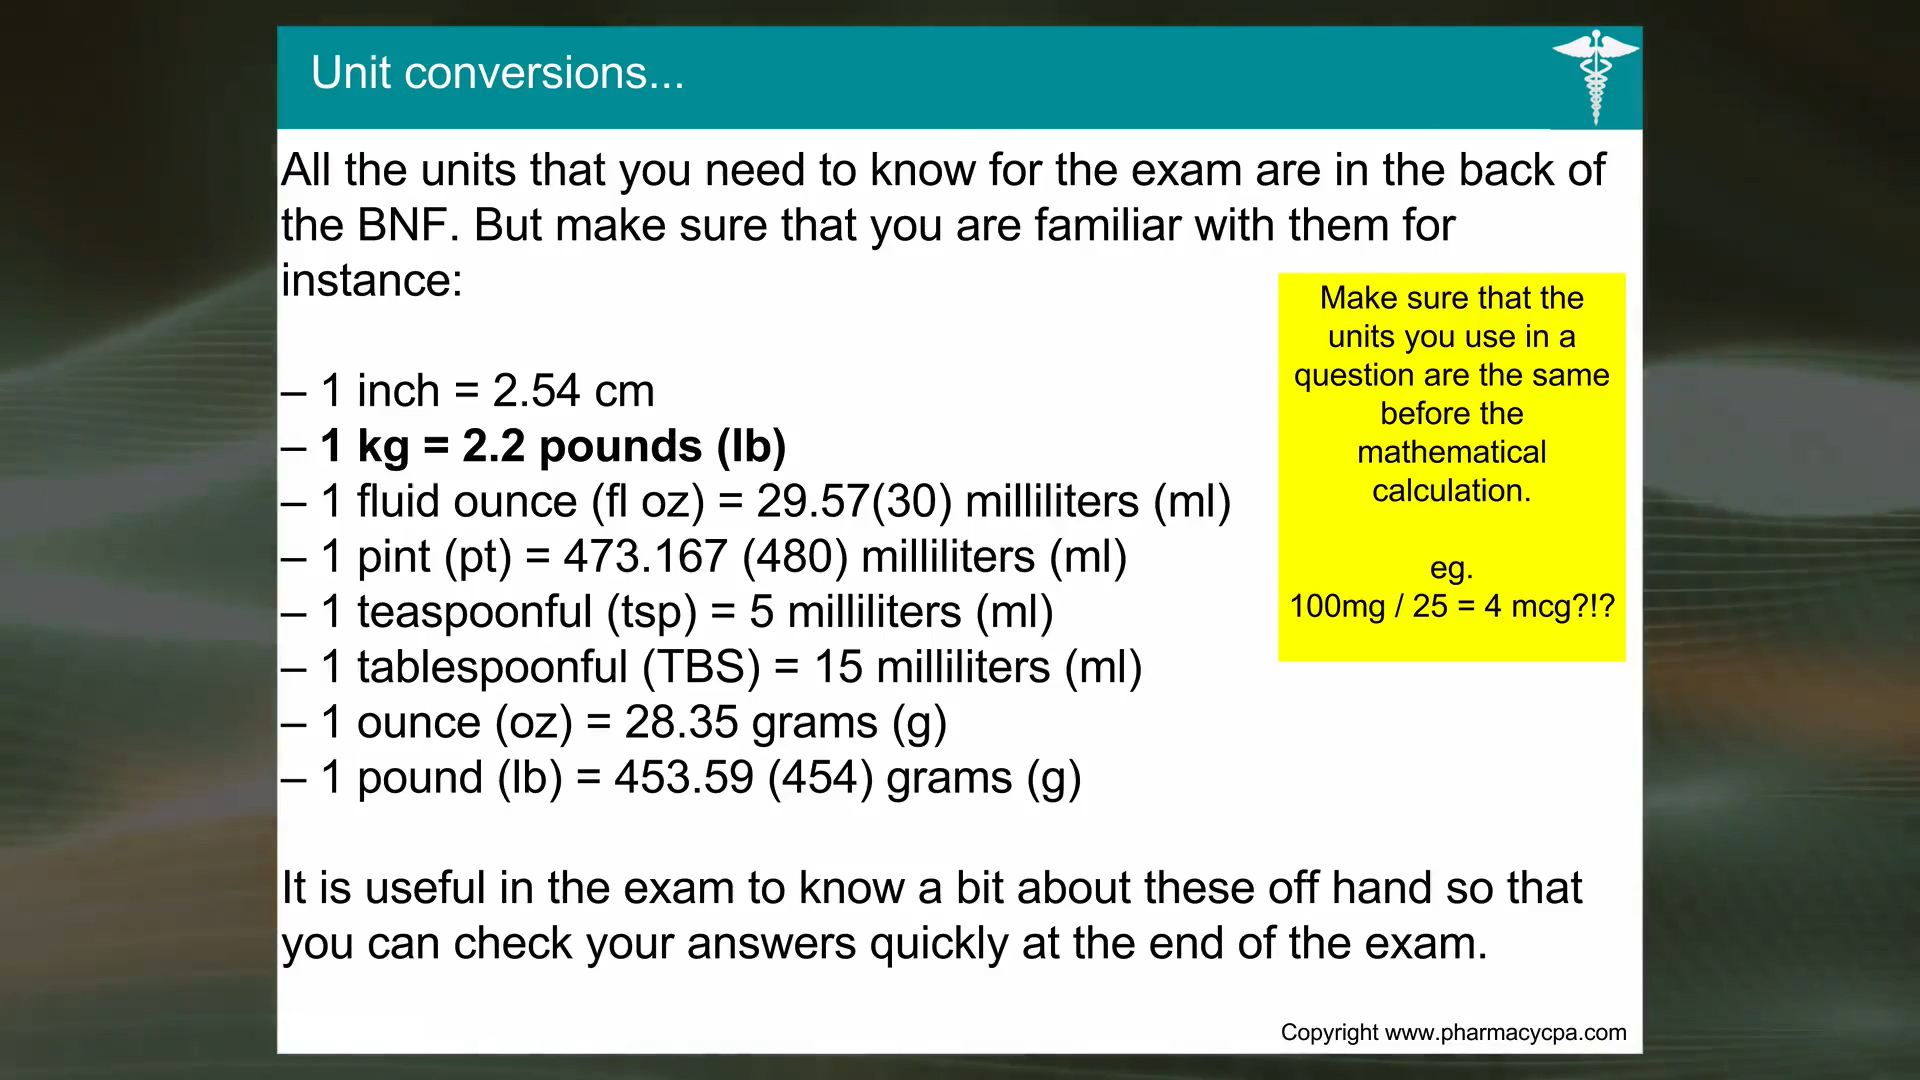 Unit conversions...
All the units that you need to know for the exam are in the back of
the BNF. But make sure that you are familiar with them for
instance:
– 1 inch = 2.54 cm
– 1 kg = 2.2 pounds (lb)
– 1 fluid ounce (fl oz) = 29.57(30) milliliters (ml)
– 1 pint (pt) = 473.167 (480) milliliters (ml)
– 1 teaspoonful (tsp) = 5 milliliters (ml)
– 1 tablespoonful (TBS) = 15 milliliters (ml)
– 1 ounce (oz) = 28.35 grams (g)
– 1 pound (lb) = 453.59 (454) grams (g)
Make sure that the
units you use in a
question are the same
before the
mathematical
calculation.
eg.
100mg / 25 = 4 mcg?!?
It is useful in the exam to know a bit about these off hand so that
you can check your answers quickly at the end of the exam.
Copyright www.pharmacycpa.com